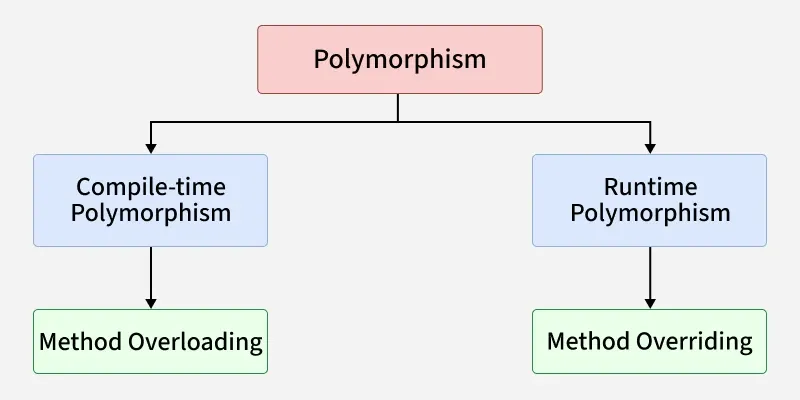 Polymorphism
Compile-time
Polymorphism
Runtime
Polymorphism
Method Overloading
Method Overriding